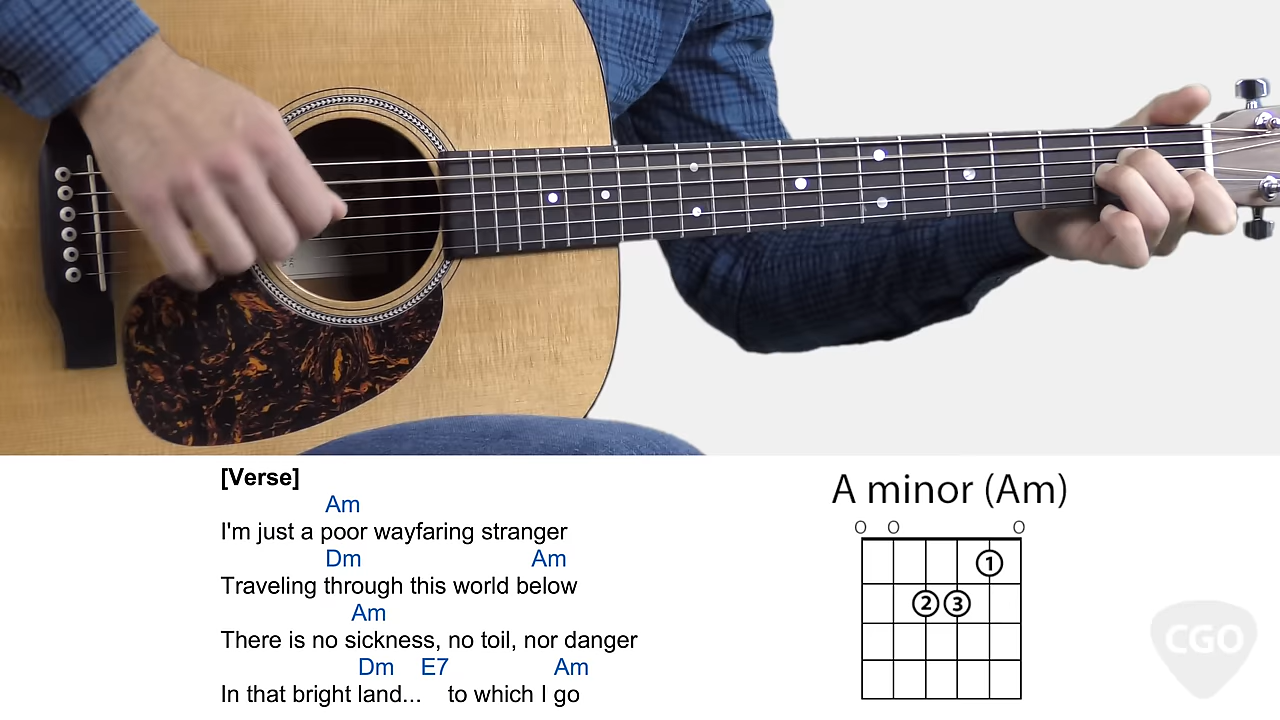 [Verse]
Am
I'm just a poor wayfaring stranger
Dm Am
Traveling through this world below
Am
There is no sickness, no toil, nor danger
Dm E7 Am
In that bright land... to which I go
A minor (Am)
O O O
1
2 3
CGO